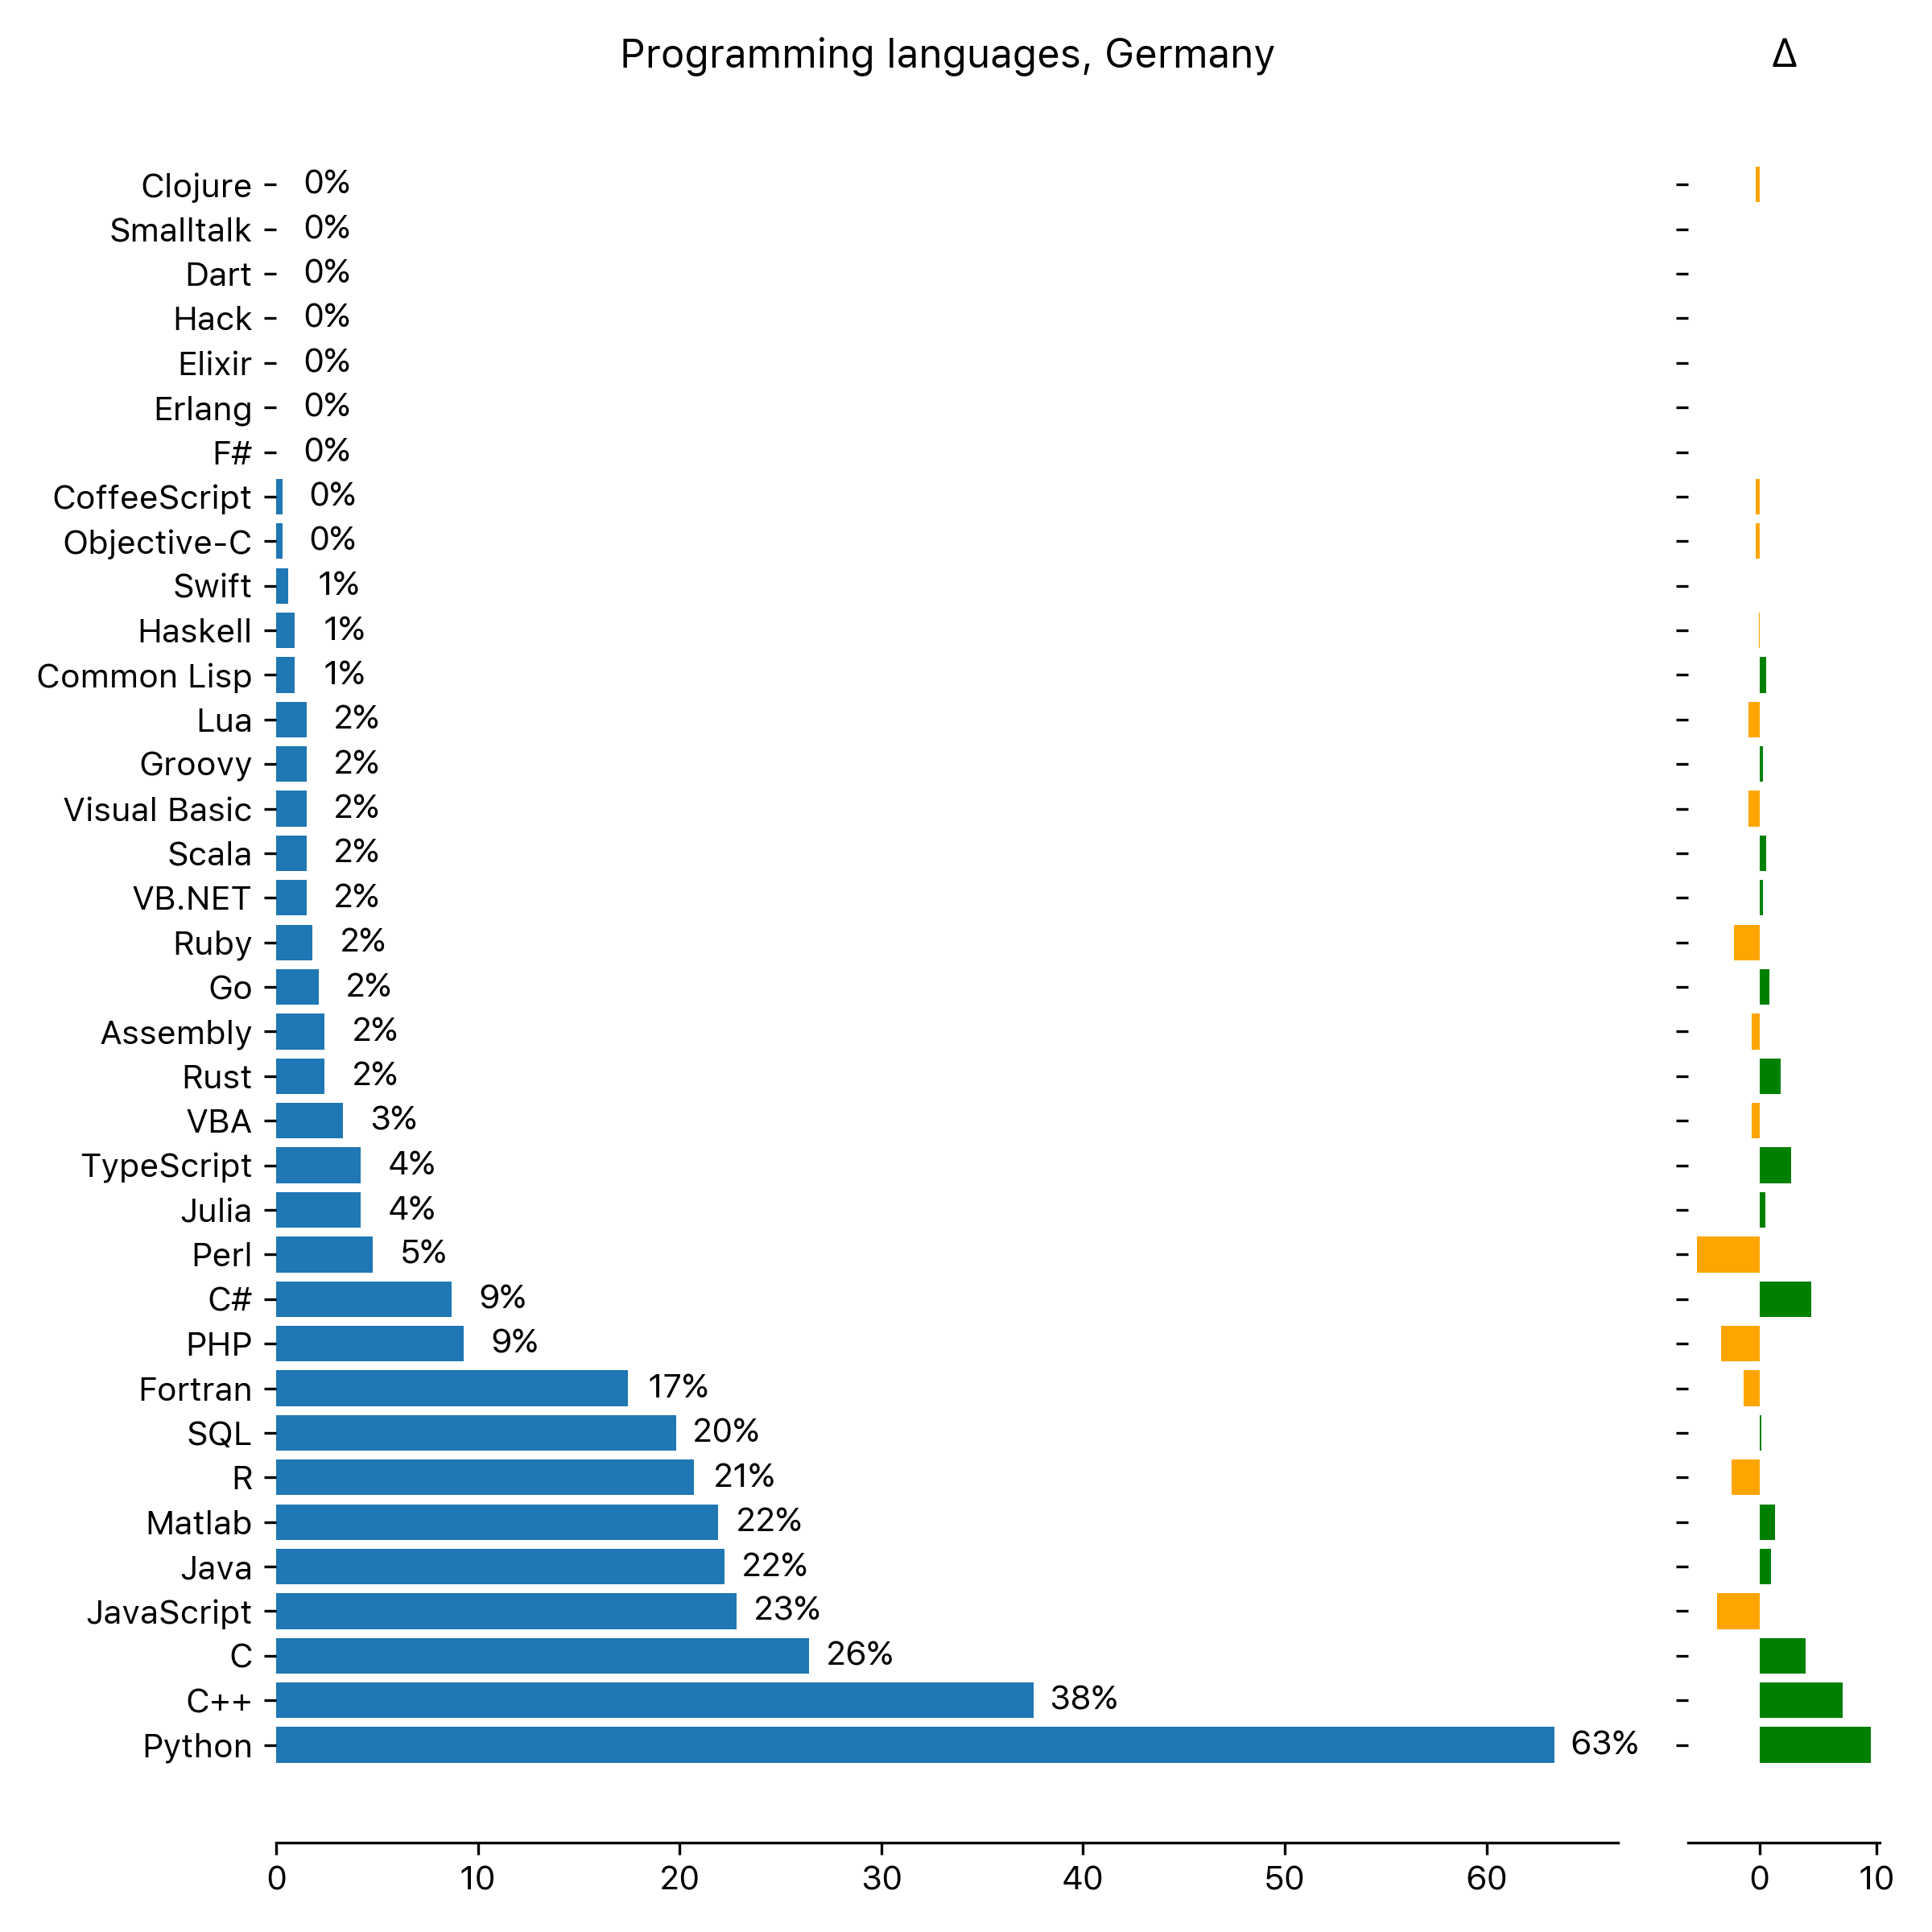 Programming languages, Germany
Δ
Clojure 0%
Smalltalk 0%
Dart 0%
Hack 0%
Elixir 0%
Erlang 0%
F# 0%
CoffeeScript 0%
Objective-C 0%
Swift 1%
Haskell 1%
Common Lisp 1%
Lua 2%
Groovy 2%
Visual Basic 2%
Scala 2%
VB.NET 2%
Ruby 2%
Go 2%
Assembly 2%
Rust 2%
VBA 3%
TypeScript 4%
Julia 4%
Perl 5%
C# 9%
PHP 9%
Fortran 17%
SQL 20%
R 21%
Matlab 22%
Java 22%
JavaScript 23%
C 26%
C++ 38%
Python 63%
0 10 20 30 40 50 60
0 10